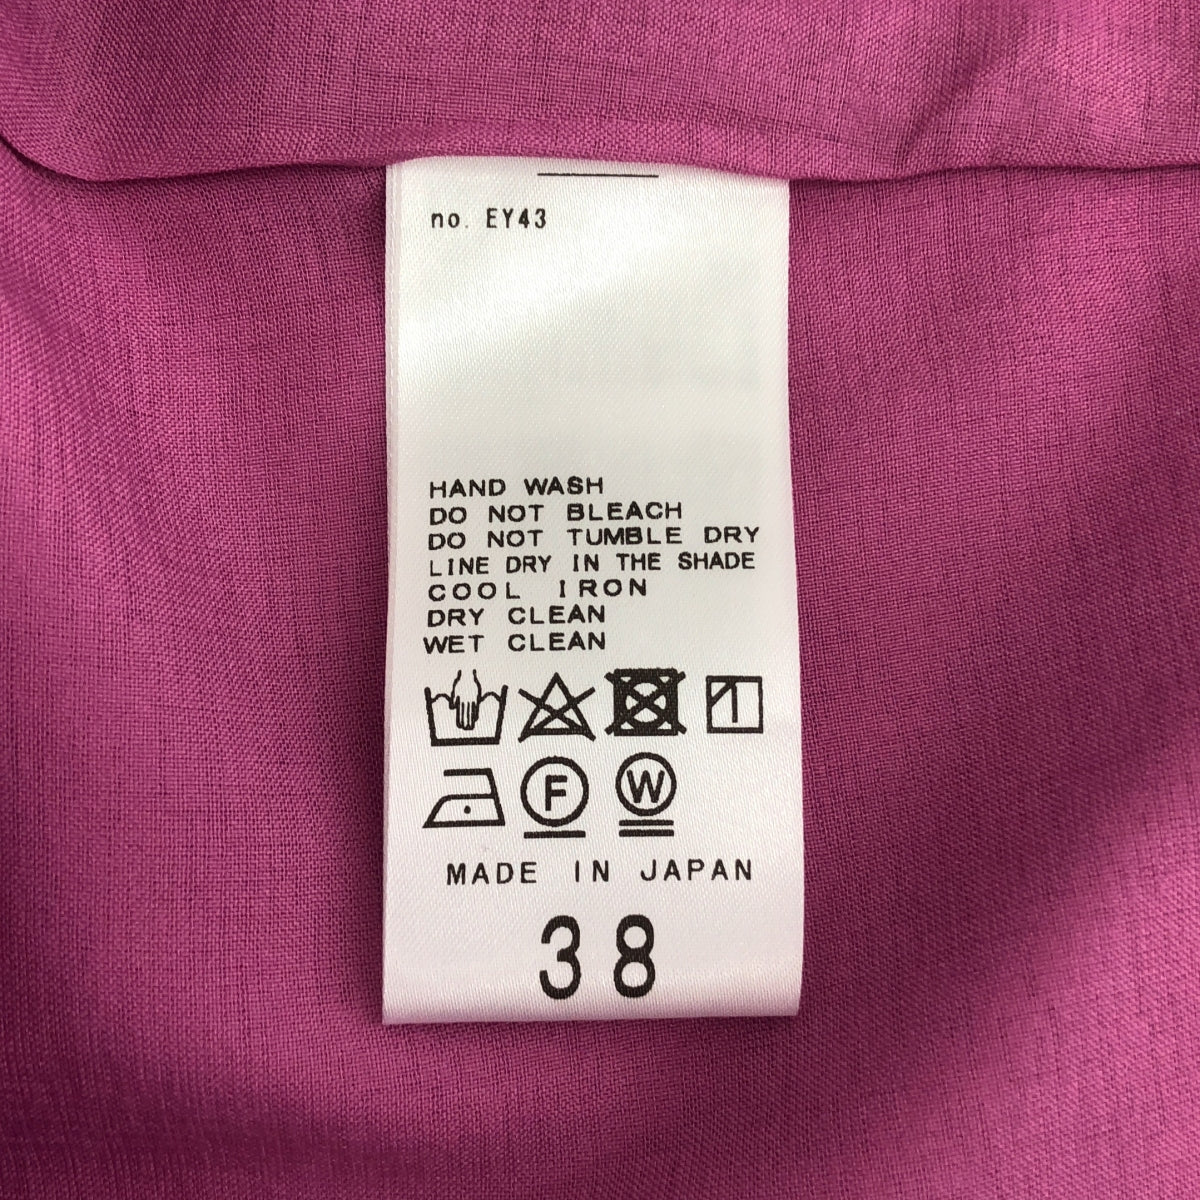 no. EY43
HAND WASH
DO NOT BLEACH
DO NOT TUMBLE DRY
LINE DRY IN THE SHADE
COOL IRON
DRY CLEAN
WET CLEAN
F W
MADE IN JAPAN
38